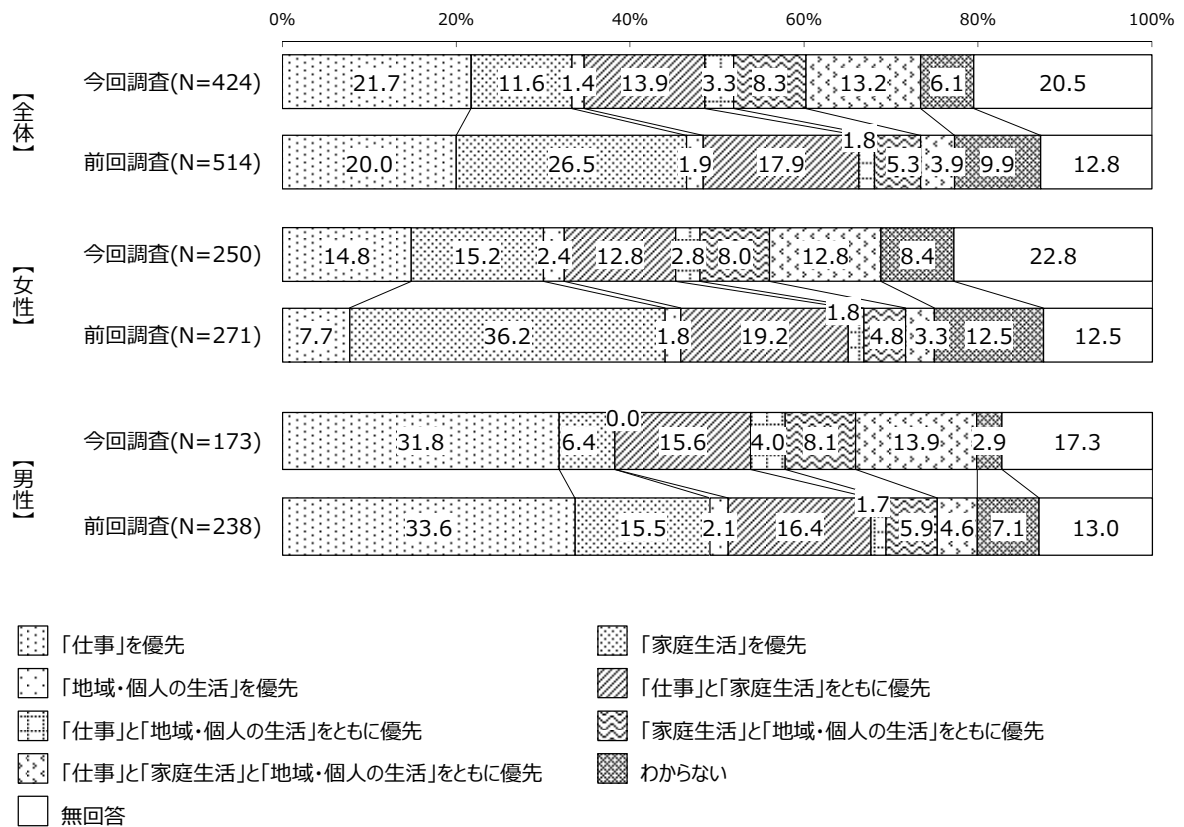 0% 20% 40% 60% 80% 100%
【全体】
今回調査(N=424) 21.7 11.6 1.4 13.9 3.3 8.3 13.2 6.1 20.5
前回調査(N=514) 20.0 26.5 1.9 17.9 1.8 5.3 3.9 9.9 12.8
【女性】
今回調査(N=250) 14.8 15.2 2.4 12.8 2.8 8.0 12.8 8.4 22.8
前回調査(N=271) 7.7 36.2 1.8 19.2 1.8 4.8 3.3 12.5 12.5
【男性】
今回調査(N=173) 31.8 6.4 0.0 15.6 4.0 8.1 13.9 2.9 17.3
前回調査(N=238) 33.6 15.5 2.1 16.4 1.7 5.9 4.6 7.1 13.0
「仕事」を優先 「家庭生活」を優先
「地域・個人の生活」を優先 「仕事」と「家庭生活」をともに優先
「仕事」と「地域・個人の生活」をともに優先 「家庭生活」と「地域・個人の生活」をともに優先
「仕事」と「家庭生活」と「地域・個人の生活」をともに優先 わからない
無回答